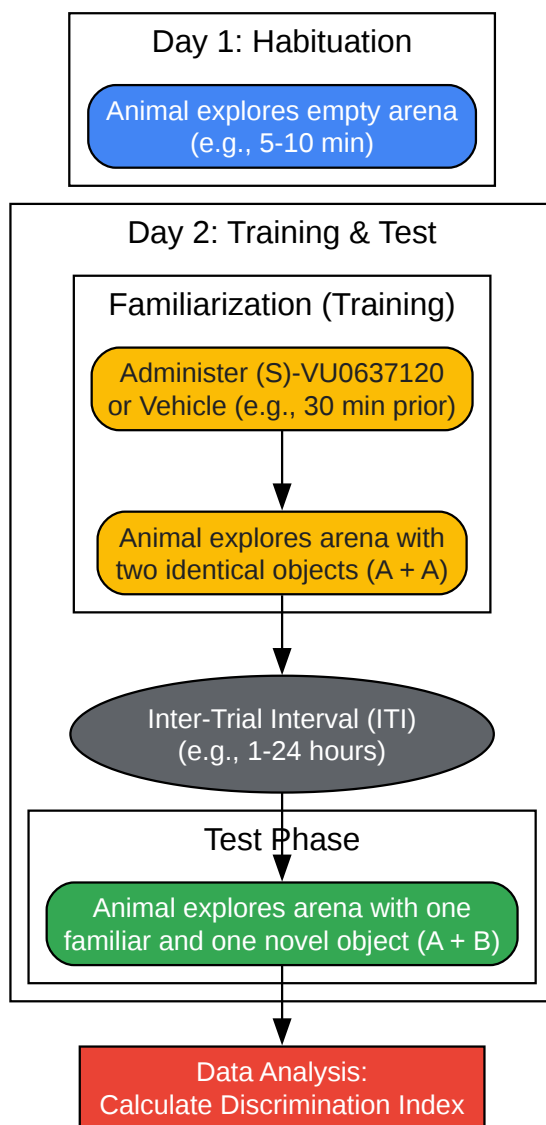 Day 1: Habituation
Animal explores empty arena
(e.g., 5-10 min)
Day 2: Training & Test
Familiarization (Training)
Administer (S)-VU0637120
or Vehicle (e.g., 30 min prior)
Animal explores arena with
two identical objects (A + A)
Inter-Trial Interval (ITI)
(e.g., 1-24 hours)
Test Phase
Animal explores arena with one
familiar and one novel object (A + B)
Data Analysis:
Calculate Discrimination Index